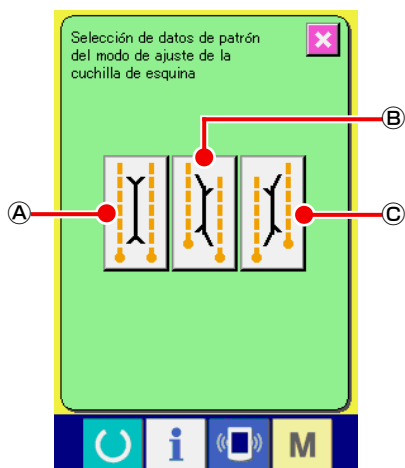 Selección de datos de patrón
del modo de ajuste de la
cuchilla de esquina
B
A
C
i
M